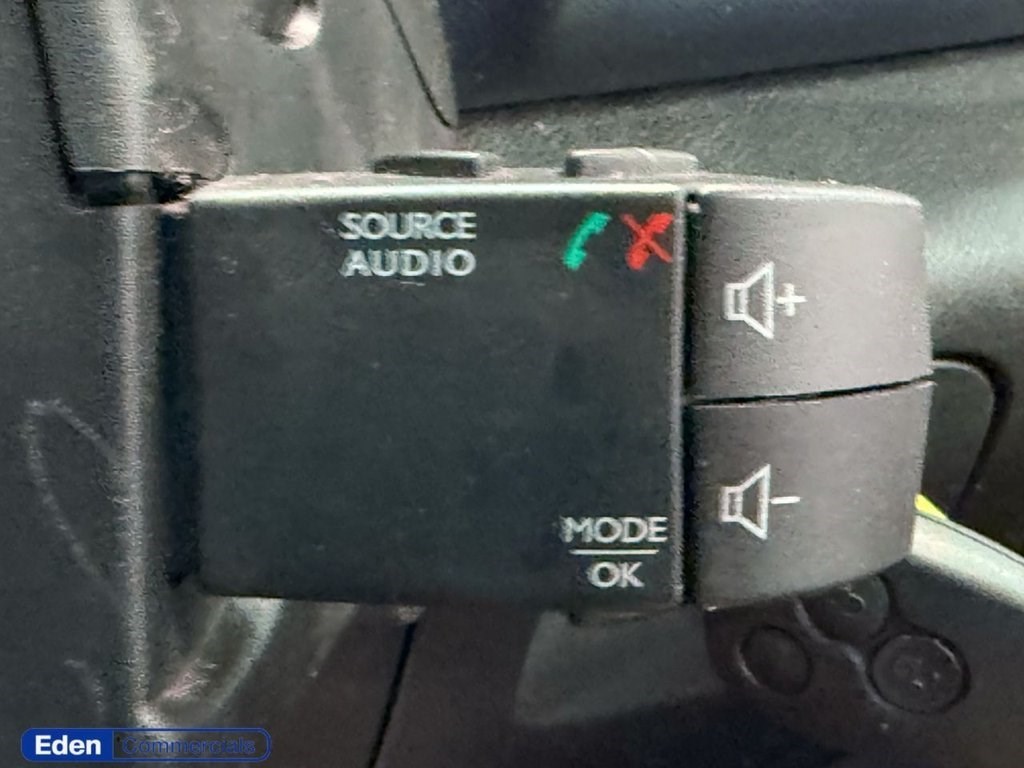 SOURCE
AUDIO
MODE
OK
Eden Commercials